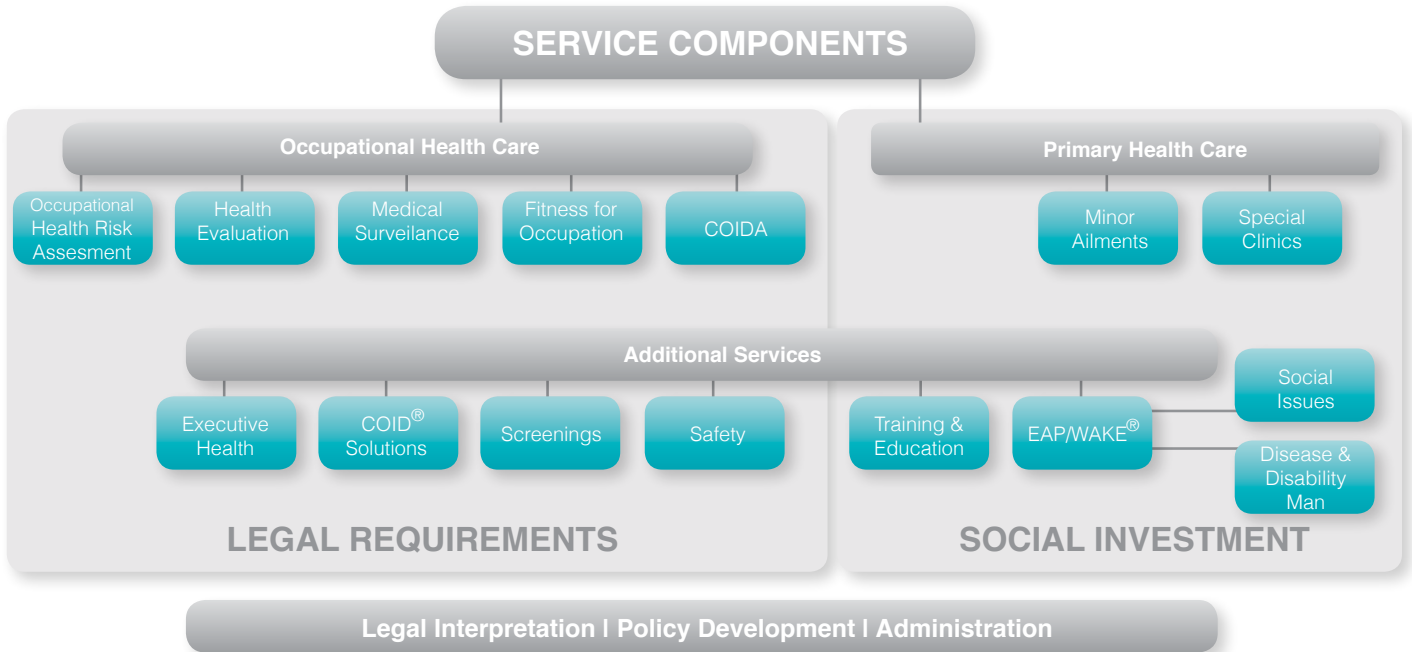 SERVICE COMPONENTS
Occupational Health Care
Occupational
Health Risk
Assesment
Health
Evaluation
Medical
Surveilance
Fitness for
Occupation
COIDA
Primary Health Care
Minor
Ailments
Special
Clinics
Additional Services
Executive
Health
COID®
Solutions
Screenings
Safety
Training &
Education
EAP/WAKE®
Social
Issues
Disease &
Disability
Man
LEGAL REQUIREMENTS
SOCIAL INVESTMENT
Legal Interpretation I Policy Development I Administration